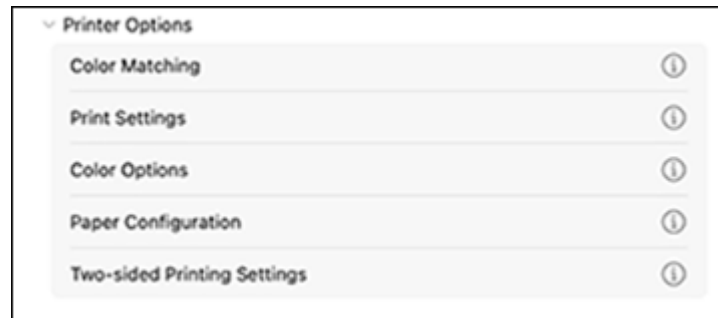 Printer Options
Color Matching
Print Settings
Color Options
Paper Configuration
Two-sided Printing Settings